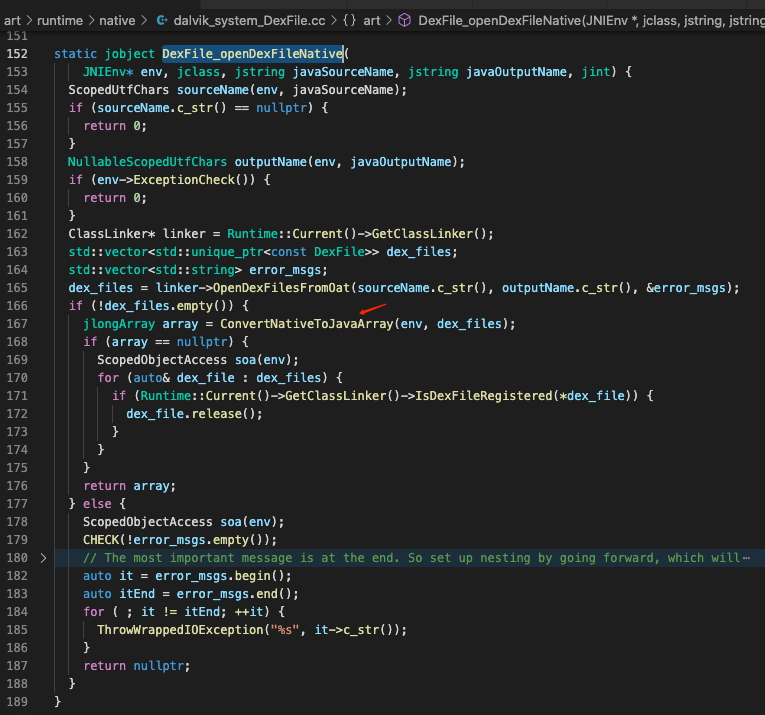 art > runtime > native > dalvik_system_DexFile.cc > {} art > DexFile_openDexFileNative(JNIEnv *, jclass, jstring, jstring
151
152 static jobject DexFile_openDexFileNative(
153     JNIEnv* env, jclass, jstring javaSourceName, jstring javaOutputName, jint) {
154   ScopedUtfChars sourceName(env, javaSourceName);
155   if (sourceName.c_str() == nullptr) {
156     return 0;
157   }
158   NullableScopedUtfChars outputName(env, javaOutputName);
159   if (env->ExceptionCheck()) {
160     return 0;
161   }
162   ClassLinker* linker = Runtime::Current()->GetClassLinker();
163   std::vector<std::unique_ptr<const DexFile>> dex_files;
164   std::vector<std::string> error_msgs;
165   dex_files = linker->OpenDexFilesFromOat(sourceName.c_str(), outputName.c_str(), &error_msgs);
166   if (!dex_files.empty()) {
167     jlongArray array = ConvertNativeToJavaArray(env, dex_files);
168     if (array == nullptr) {
169       ScopedObjectAccess soa(env);
170       for (auto& dex_file : dex_files) {
171         if (Runtime::Current()->GetClassLinker()->IsDexFileRegistered(*dex_file)) {
172           dex_file.release();
173         }
174       }
175     }
176     return array;
177   } else {
178     ScopedObjectAccess soa(env);
179     CHECK(!error_msgs.empty());
180 >   // The most important message is at the end. So set up nesting by going forward, which will⋯
182     auto it = error_msgs.begin();
183     auto itEnd = error_msgs.end();
184     for ( ; it != itEnd; ++it) {
185       ThrowWrappedIOException("%s", it->c_str());
186     }
187     return nullptr;
188   }
189 }